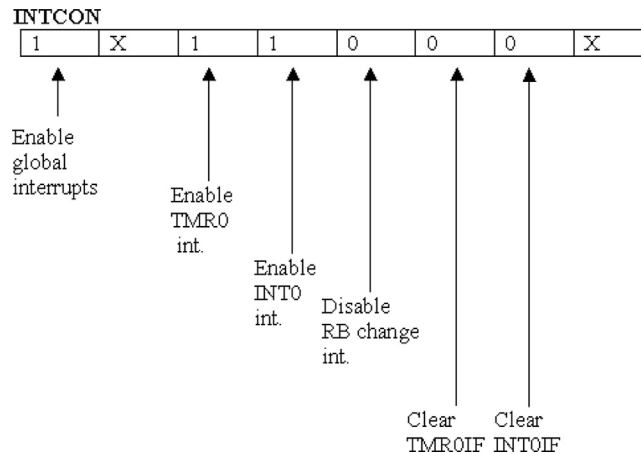 INTCON
1 X 1 1 0 0 0 X
Enable
global
interrupts
Enable
TMR0
int.
Enable
INT0
int.
Disable
RB change
int.
Clear
TMR0IF
Clear
INT0IF